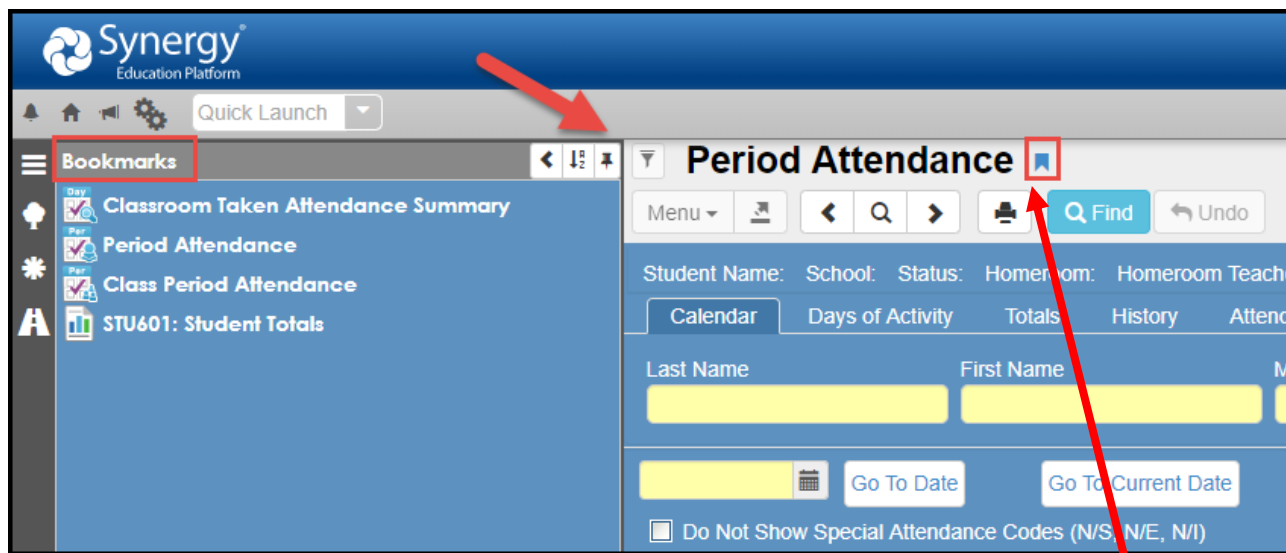 Synergy
Education Platform
Quick Launch
Bookmarks
Period Attendance
Day
Classroom Taken Attendance Summary
Per
Period Attendance
Per
Class Period Attendance
STU601: Student Totals
Menu
Find
Undo
Student Name: School: Status: Homeroom: Homeroom Teach
Calendar Days of Activity Totals History Attend
Last Name First Name M
Go To Date Go To Current Date
Do Not Show Special Attendance Codes (N/S, N/E, N/I)